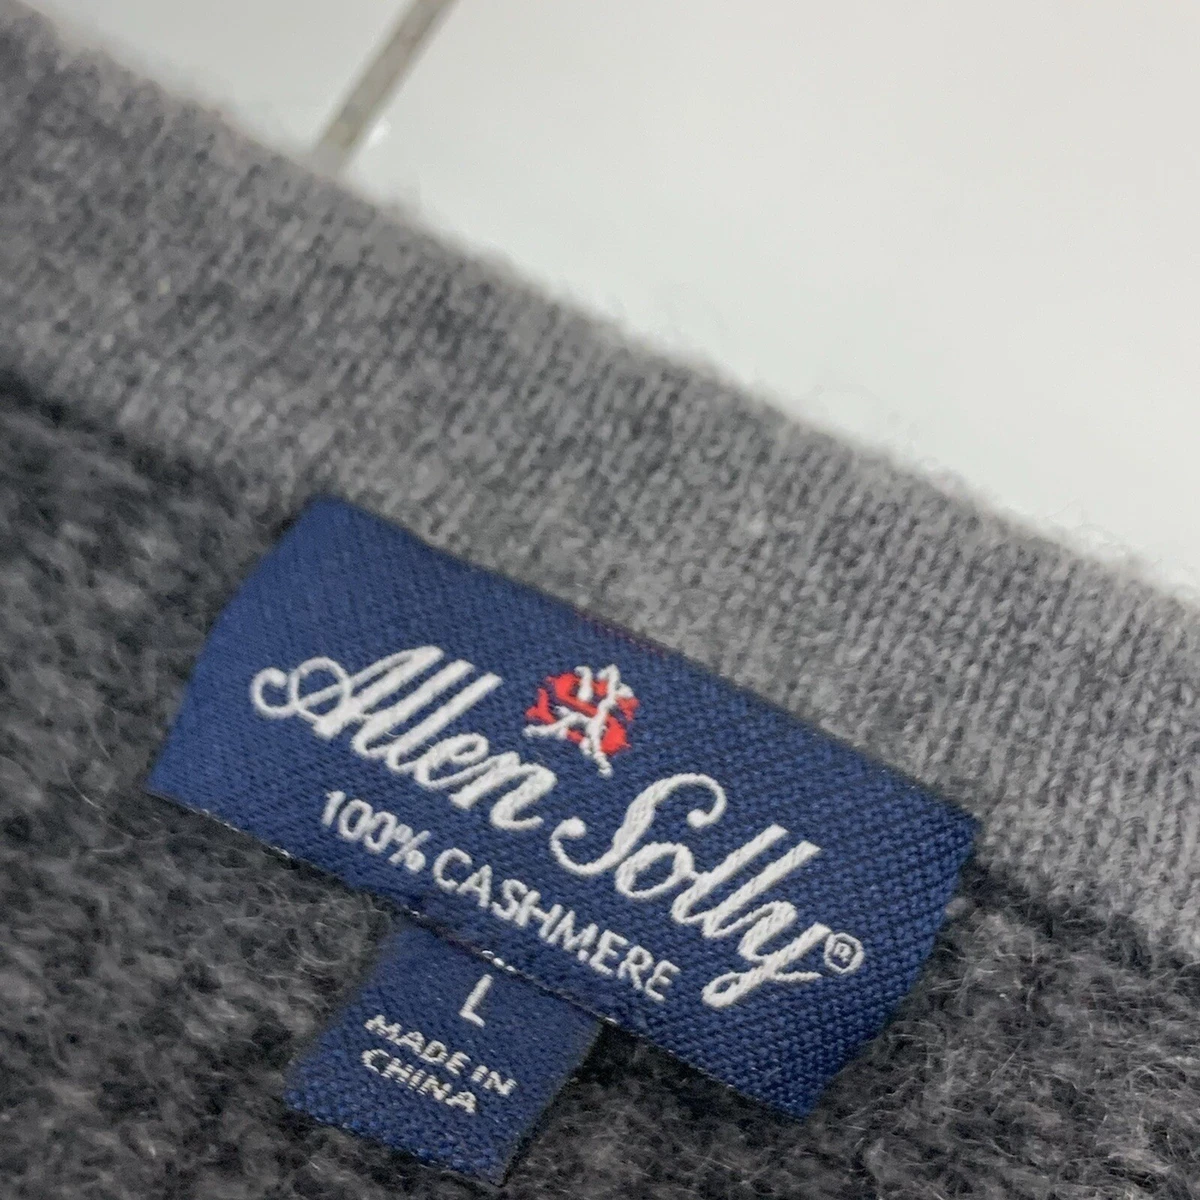 Allen Solly®
100% CASHMERE
L
MADE IN
CHINA